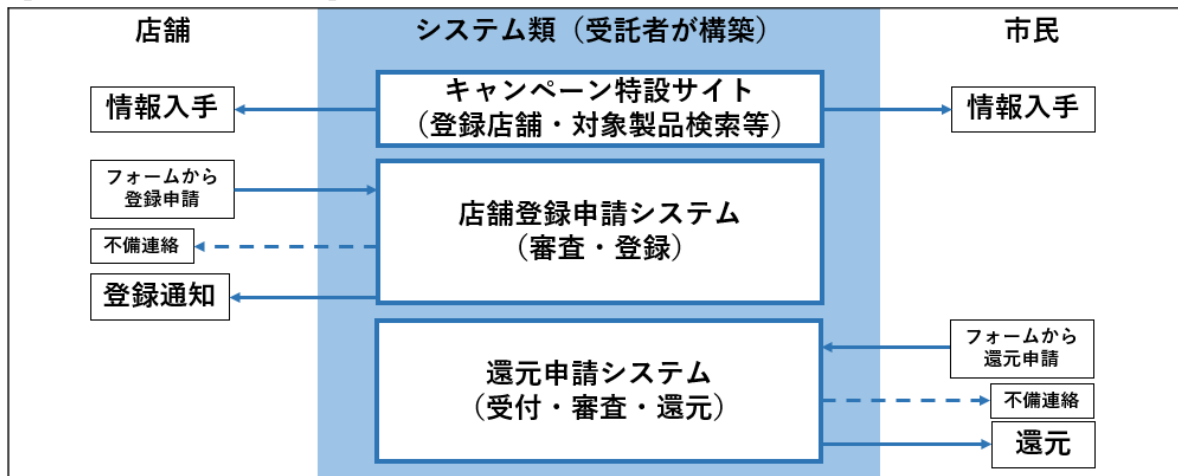 店舗
システム類（受託者が構築）
市民
情報入手
キャンペーン特設サイト
（登録店舗・対象製品検索等）
情報入手
フォームから
登録申請
不備連絡
登録通知
店舗登録申請システム
（審査・登録）
還元申請システム
（受付・審査・還元）
フォームから
還元申請
不備連絡
還元